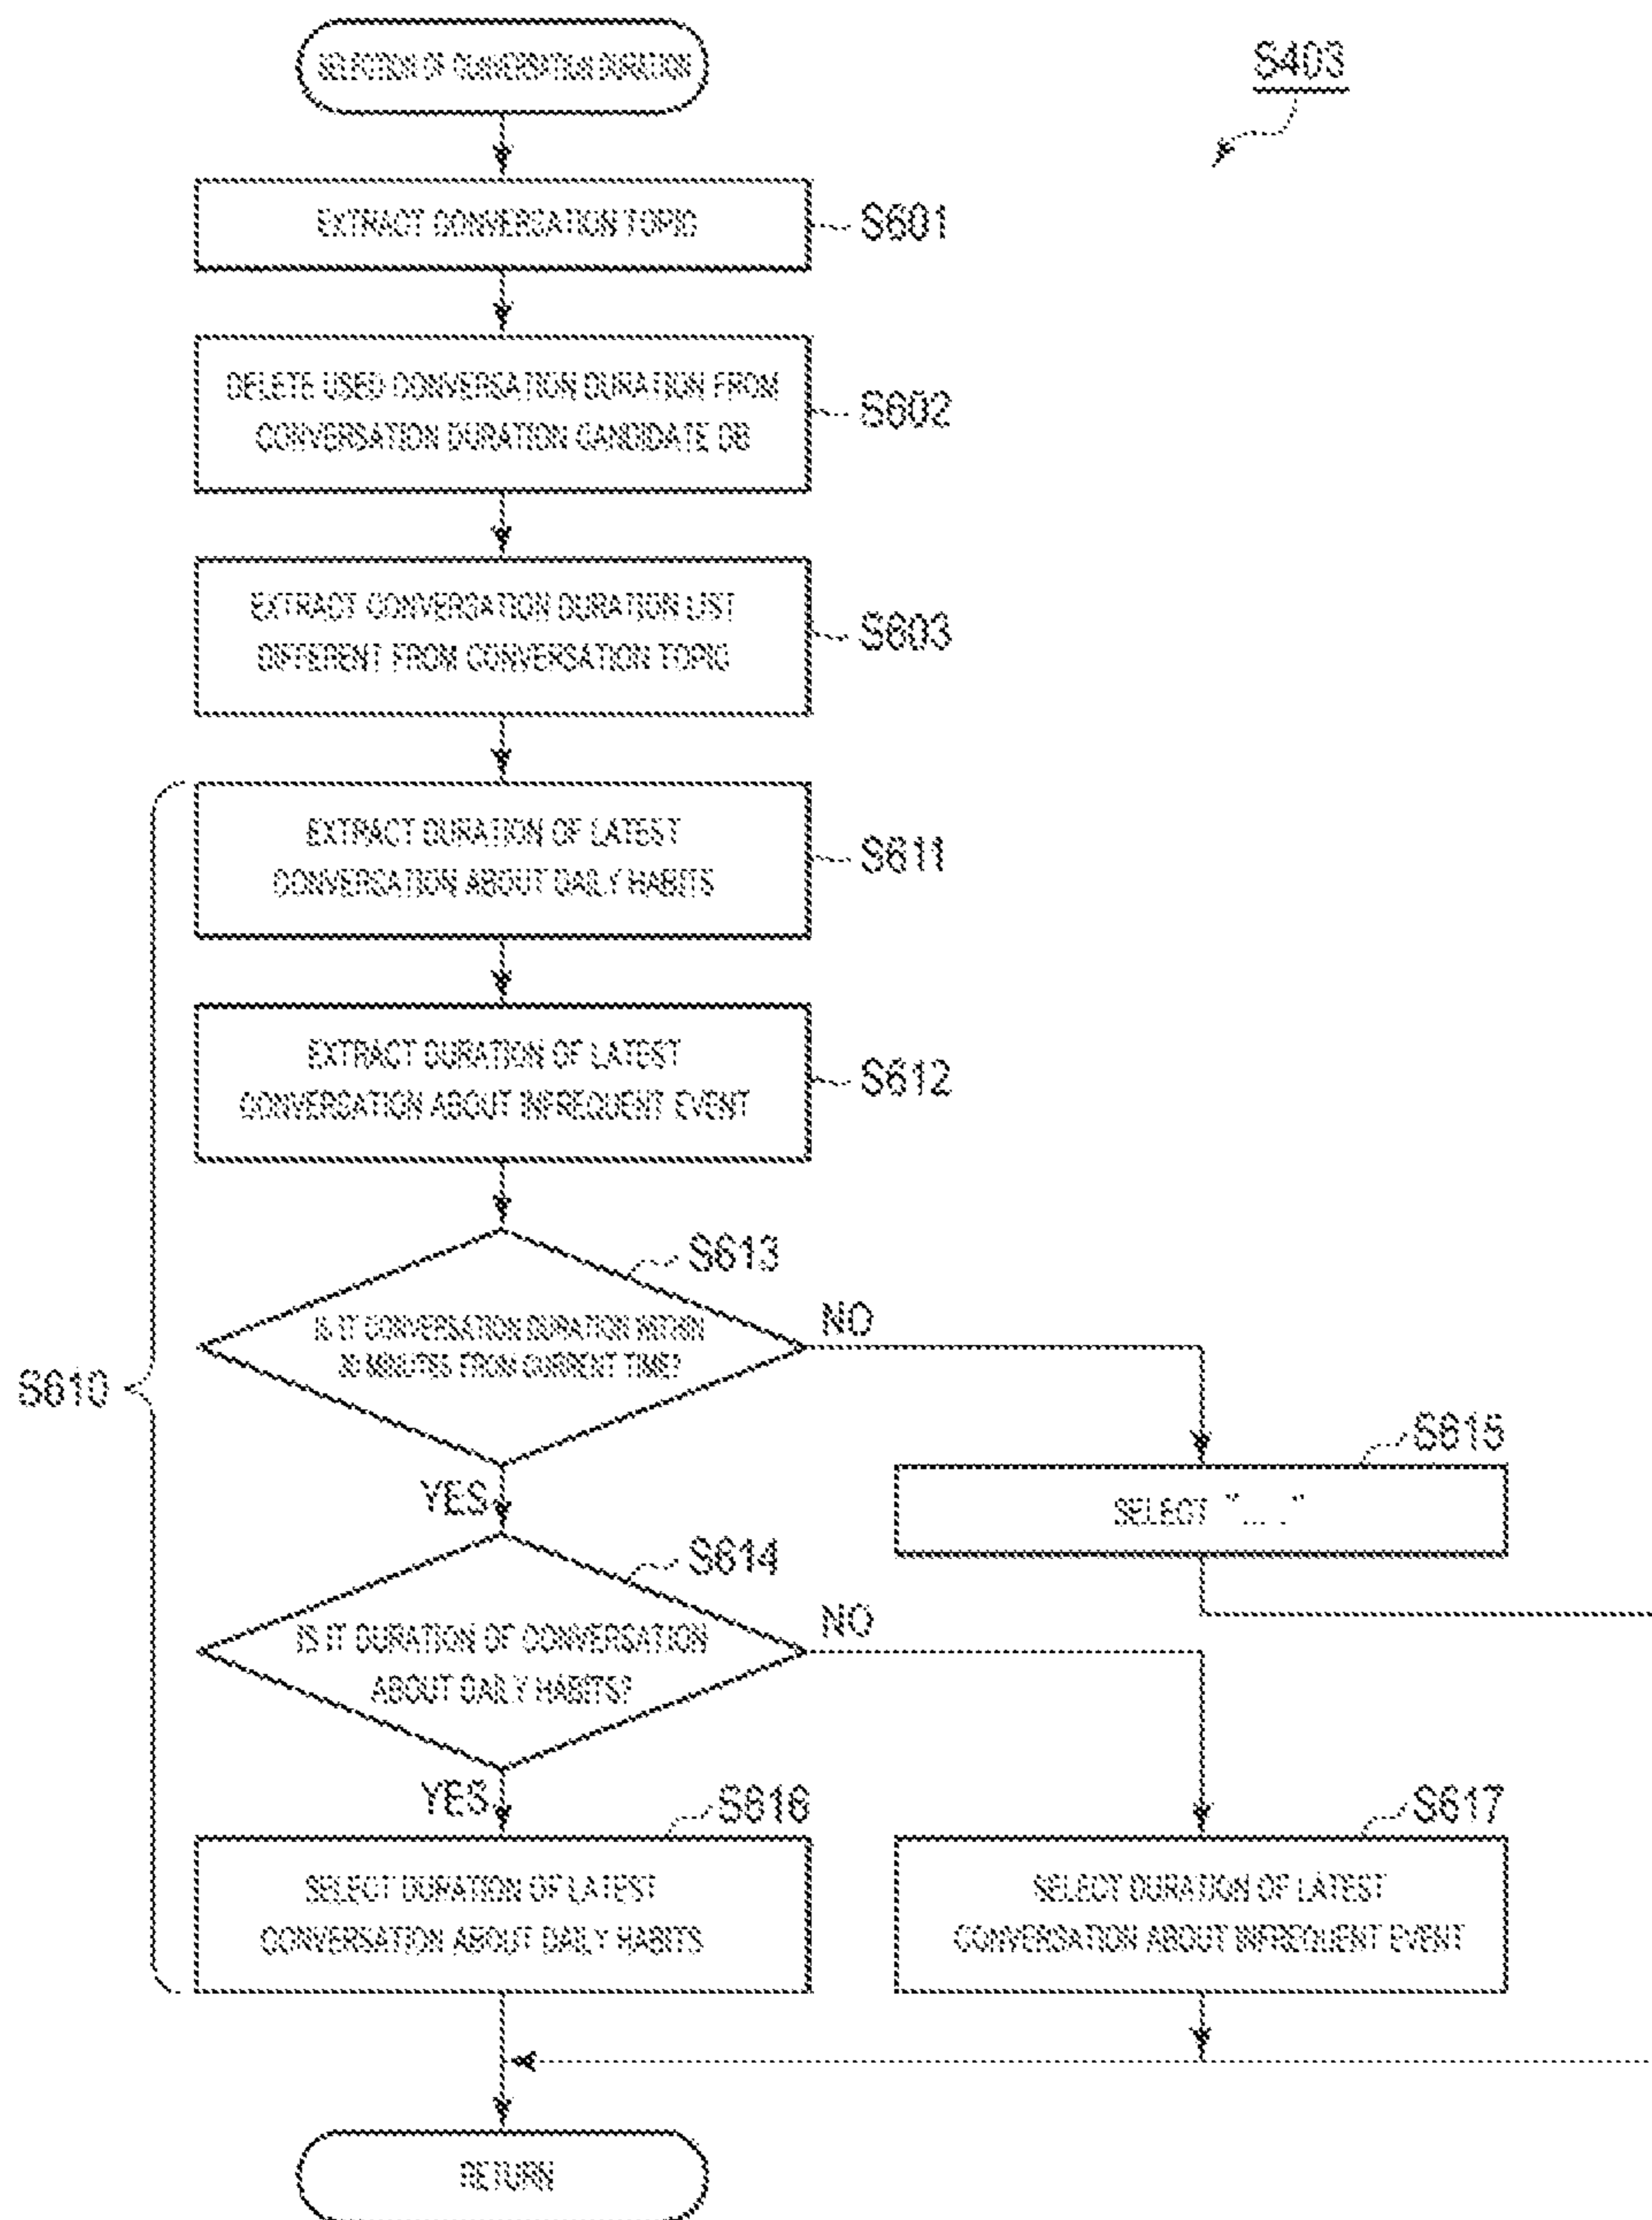 SELECTION OF CONVERSATION DURATION
S403
EXTRACT CONVERSATION TOPIC
S601
DELETE USED CONVERSATION DURATION FROM
CONVERSATION DURATION CANDIDATE DB
S602
EXTRACT CONVERSATION DURATION LIST
DIFFERENT FROM CONVERSATION TOPIC
S603
EXTRACT DURATION OF LATEST
CONVERSATION ABOUT DAILY HABITS
S611
EXTRACT DURATION OF LATEST
CONVERSATION ABOUT INFREQUENT EVENT
S612
S613
IS IT CONVERSATION DURATION WITHIN
MINUTES FROM CURRENT TIME?
NO
S610
YES
S615
SELECT "... ."
S614
IS IT DURATION OF CONVERSATION
ABOUT DAILY HABITS?
NO
YES
S616
SELECT DURATION OF LATEST
CONVERSATION ABOUT DAILY HABITS
S617
SELECT DURATION OF LATEST
CONVERSATION ABOUT INFREQUENT EVENT
RETURN